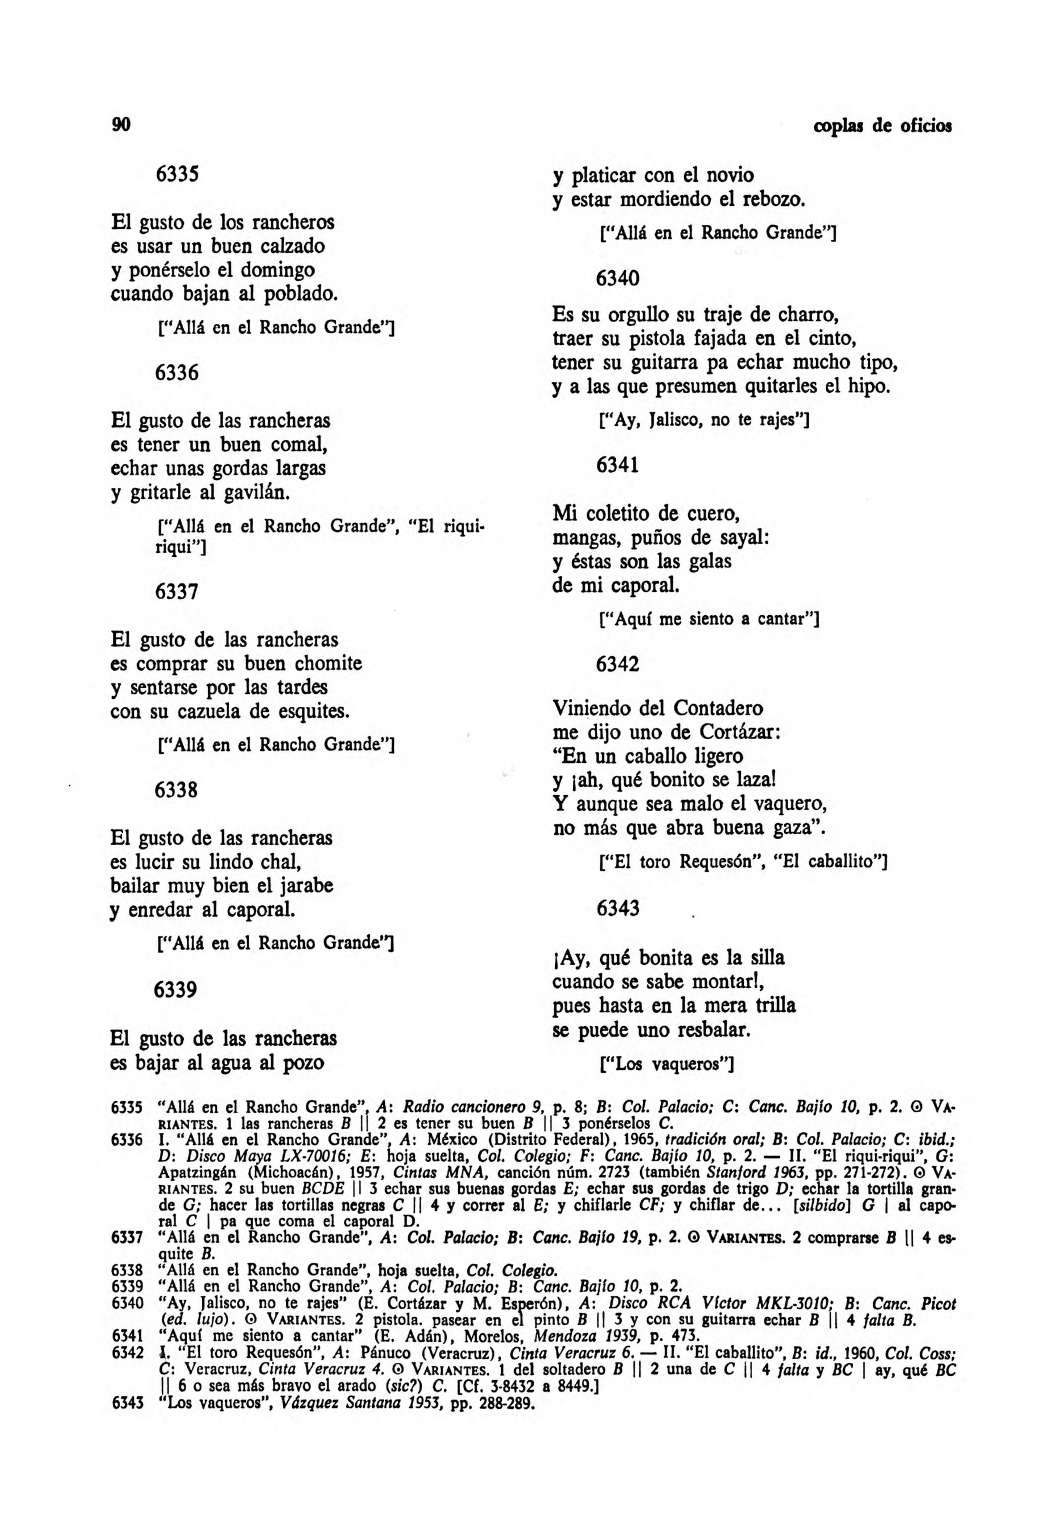 90
coplas de oficios
6335
El gusto de los rancheros
es usar un buen calzado
y ponérselo el domingo
cuando bajan al poblado.
["Allá en el Rancho Grande"]
6336
El gusto de las rancheras
es tener un buen comal,
echar unas gordas largas
y gritarle al gavilán.
["Allá en el Rancho Grande", "El riqui-
riqui"]
6337
El gusto de las rancheras
es comprar su buen chomite
y sentarse por las tardes
con su cazuela de esquites.
["Allá en el Rancho Grande"]
6338
El gusto de las rancheras
es lucir su lindo chal,
bailar muy bien el jarabe
y enredar al caporal.
["Allá en el Rancho Grande"]
6339
El gusto de las rancheras
es bajar al agua al pozo
y platicar con el novio
y estar mordiendo el rebozo.
["Allá en el Rancho Grande"]
6340
Es su orgullo su traje de charro,
traer su pistola fajada en el cinto,
tener su guitarra pa echar mucho tipo,
y a las que presumen quitarles el hipo.
["Ay, Jalisco, no te rajes"]
6341
Mi coletito de cuero,
mangas, puños de sayal:
y éstas son las galas
de mi caporal.
["Aquí me siento a cantar"]
6342
Viniendo del Contadero
me dijo uno de Cortázar:
"En un caballo ligero
y ¡ah, qué bonito se laza!
Y aunque sea malo el vaquero,
no más que abra buena gaza".
["El toro Requesón", "El caballito"]
6343
¡Ay, qué bonita es la silla
cuando se sabe montar!,
pues hasta en la mera trilla
se puede uno resbalar.
["Los vaqueros"]
6335 "Allá en el Rancho Grande", A: Radio cancionero 9, p. 8; B: Col. Palacio; C: Canc. Bajío 10, p. 2. ⊙ VA-
RIANTES. 1 las rancheras B || 2 es tener su buen B || 3 ponérselos C.
6336 I. "Allá en el Rancho Grande", A: México (Distrito Federal), 1965, tradición oral; B: Col. Palacio; C: ibid.;
D: Disco Maya LX-70016; E: hoja suelta, Col. Colegio; F: Canc. Bajío 10, p. 2. — II. "El riqui-riqui", G:
Apatzingán (Michoacán), 1957, Cintas MNA, canción núm. 2723 (también Stanford 1963, pp. 271-272). ⊙ VA-
RIANTES. 2 su buen BCDE || 3 echar sus buenas gordas E; echar sus gordas de trigo D; echar la tortilla gran-
de G; hacer las tortillas negras C || 4 y correr al E; y chiflarle CF; y chiflar de... [silbido] G | al capo-
ral C | pa que coma el caporal D.
6337 "Allá en el Rancho Grande", A: Col. Palacio; B: Canc. Bajío 19, p. 2. ⊙ VARIANTES. 2 comprarse B || 4 es-
quite B.
6338 "Allá en el Rancho Grande", hoja suelta, Col. Colegio.
6339 "Allá en el Rancho Grande", A: Col. Palacio; B: Canc. Bajío 10, p. 2.
6340 "Ay, Jalisco, no te rajes" (E. Cortázar y M. Esperón), A: Disco RCA Víctor MKL-3010; B: Canc. Picot
(ed. lujo). ⊙ VARIANTES. 2 pistola. pasear en el pinto B || 3 y con su guitarra echar B || 4 falta B.
6341 "Aquí me siento a cantar" (E. Adán), Morelos, Mendoza 1939, p. 473.
6342 I. "El toro Requesón", A: Pánuco (Veracruz), Cinta Veracruz 6. — II. "El caballito", B: id., 1960, Col. Coss;
C: Veracruz, Cinta Veracruz 4. ⊙ VARIANTES. 1 del soltadero B || 2 una de C || 4 falta y BC | ay, qué BC
|| 6 o sea más bravo el arado (sic?) C. [Cf. 3-8432 a 8449.]
6343 "Los vaqueros", Vázquez Santana 1953, pp. 288-289.